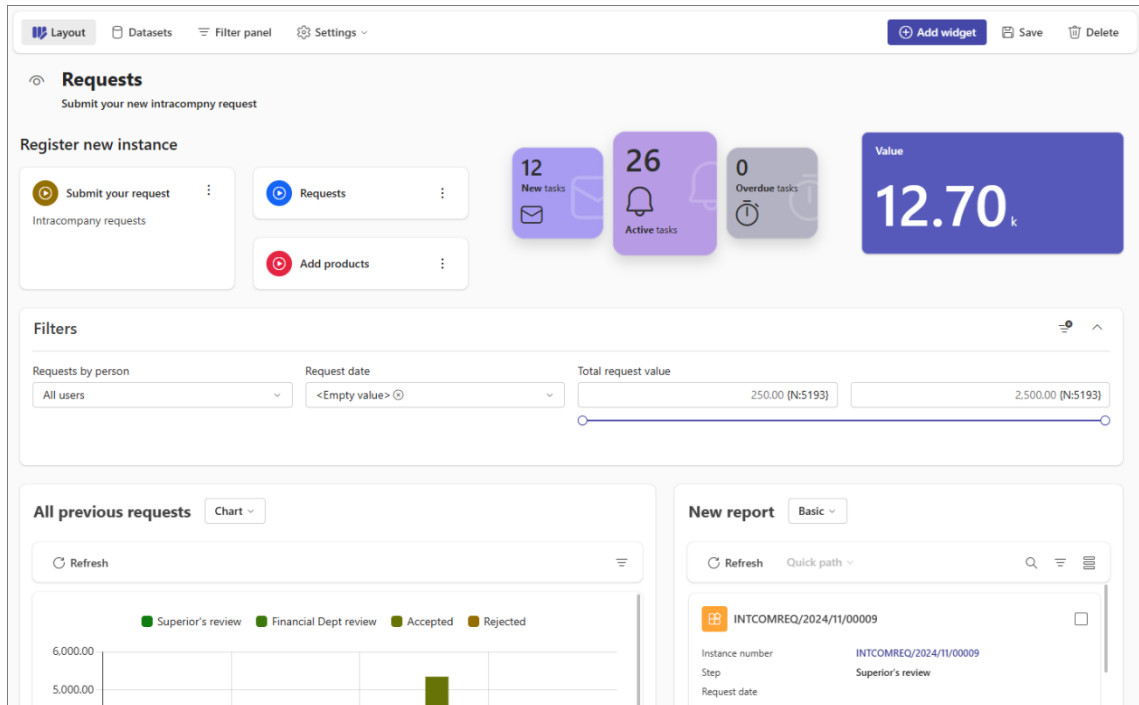 Layout Datasets Filter panel Settings Add widget Save Delete
Requests
Submit your new intracompny request
Register new instance
Submit your request
Intracompany requests
Requests
Add products
12
New tasks
26
Active tasks
0
Overdue tasks
Value
12.70 k
Filters
Requests by person Request date Total request value
All users <Empty value> 250.00 {N:5193} 2,500.00 {N:5193}
All previous requests Chart
Refresh
Superior's review Financial Dept review Accepted Rejected
6,000.00
5,000.00
New report Basic
Refresh Quick path
INTCOMREQ/2024/11/00009
Instance number INTCOMREQ/2024/11/00009
Step Superior's review
Request date